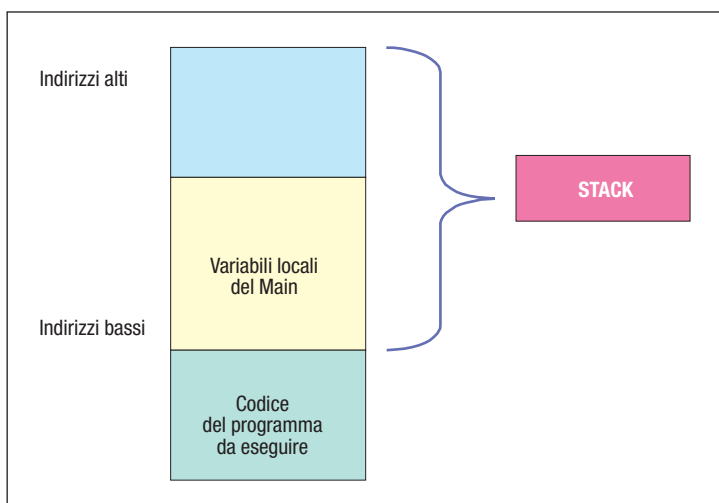 Indirizzi alti
STACK
Variabili locali
del Main
Indirizzi bassi
Codice
del programma
da eseguire